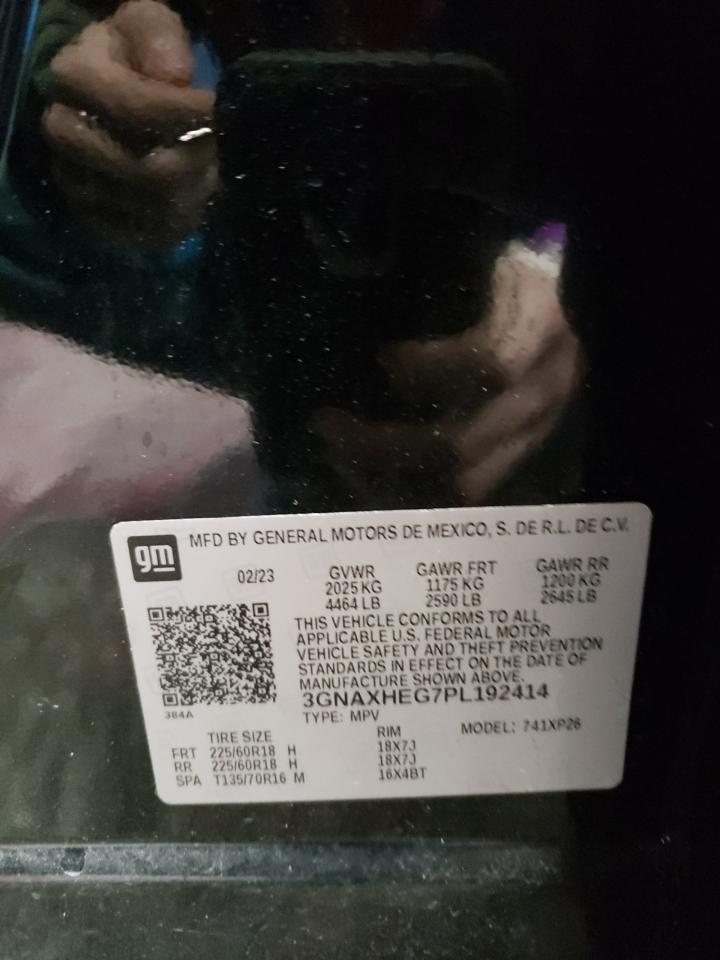 gm
MFD BY GENERAL MOTORS DE MEXICO, S. DE R.L. DE C.V.
02/23 GVWR GAWR FRT GAWR RR
2025 KG 1175 KG 1200 KG
4464 LB 2590 LB 2645 LB
THIS VEHICLE CONFORMS TO ALL
APPLICABLE U.S. FEDERAL MOTOR
VEHICLE SAFETY AND THEFT PREVENTION
STANDARDS IN EFFECT ON THE DATE OF
MANUFACTURE SHOWN ABOVE.
3GNAXHEG7PL192414
384A
TYPE: MPV MODEL: 741XP26
TIRE SIZE RIM
FRT 225/60R18 H 18X7J
RR 225/60R18 H 18X7J
SPA T135/70R16 M 16X4BT